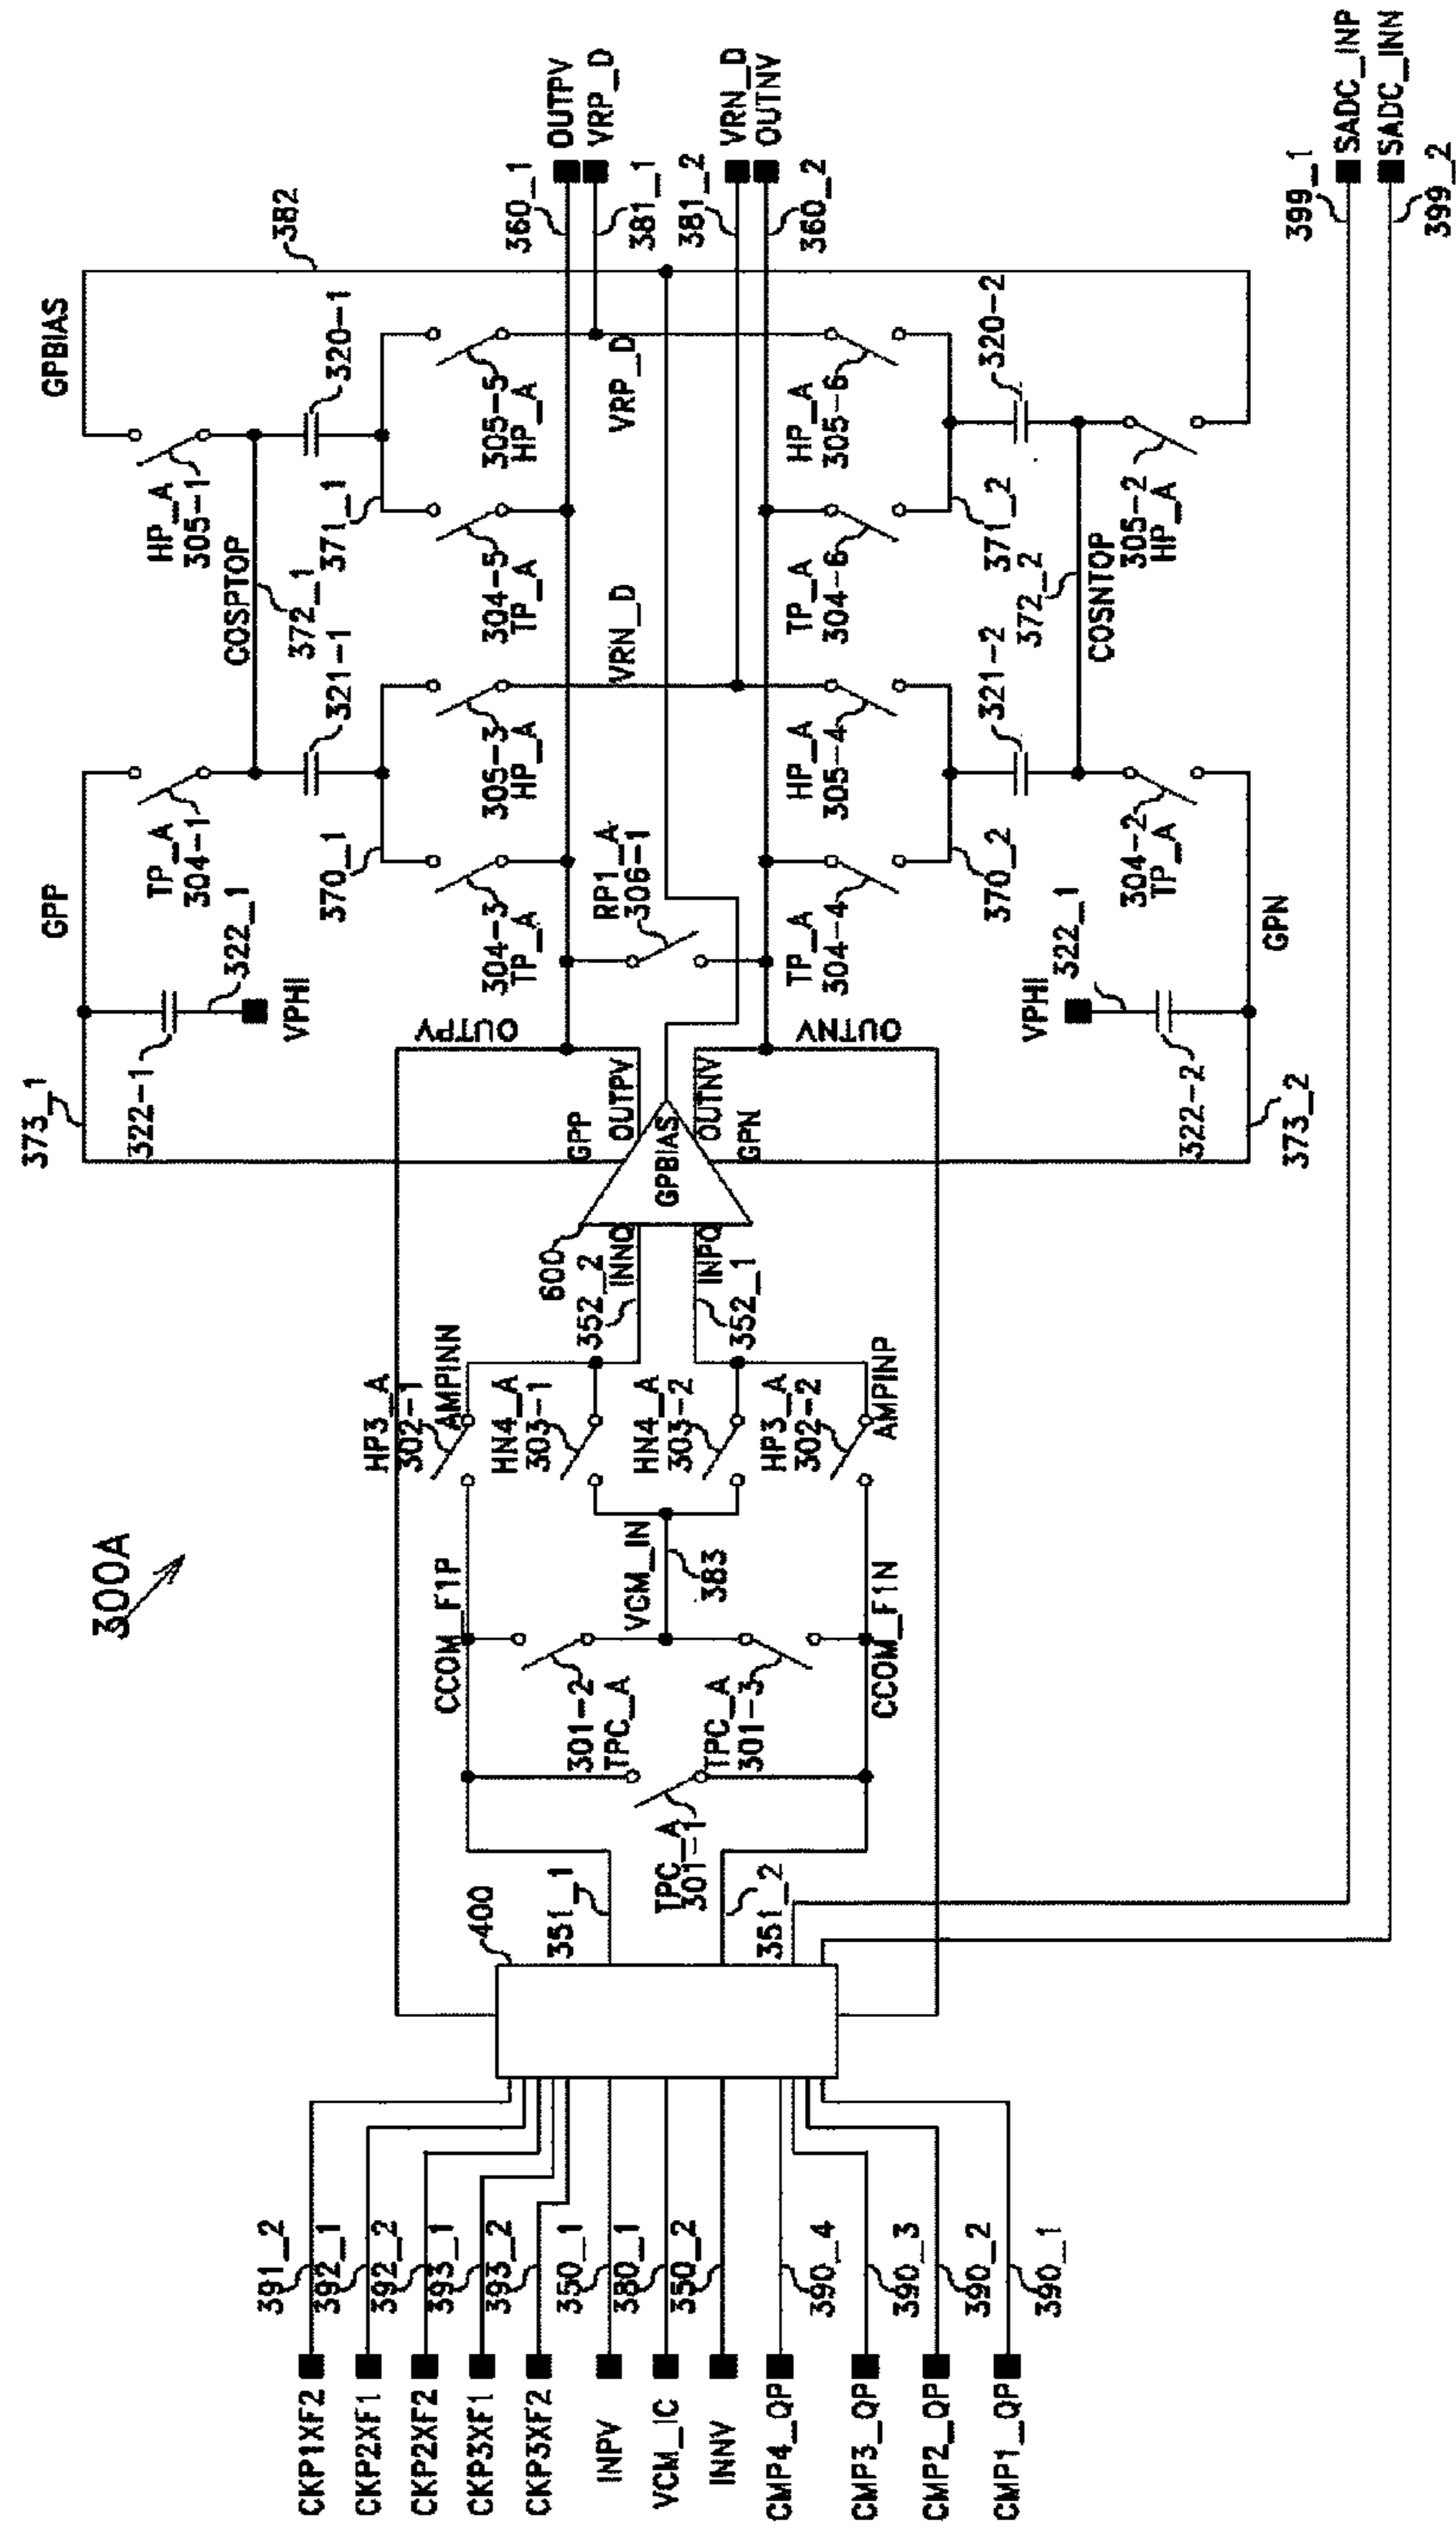 300A
GPP
GPBIAS
373_1
322-1
322_1
VPHI
TP_A
304-1
HP_A
305-1
382
COSPTOP
372_1
321-1
320-1
370_1
371_1
304-3
TP_A
305-3
HP_A
304-5
TP_A
305-5
HP_A
OUTPV
VRN_D
VRP_D
RP1_A
306-1
360_1
OUTPV
VRP_D
381_1
381_2
VRN_D
OUTNV
360_2
OUTNV
TP_A
304-4
HP_A
305-4
TP_A
304-6
HP_A
305-6
370_2
371_2
321-2
320-2
372_2
COSNTOP
304-2
TP_A
305-2
HP_A
VPHI
322_1
322-2
373_2
GPN
GPP
OUTPV
GPBIAS
OUTNV
GPN
600
INNQ
352_2
INPQ
352_1
HP3_A
302-1
AMPINN
HN4_A
303-1
HN4_A
303-2
HP3_A
302-2
AMPINP
CCOM_F1P
VCM_IN
383
CCOM_F1N
301-2
TPC_A
TPC_A
301-3
TPC_A
301-1
351_1
351_2
400
CKP1XF2
391_2
CKP2XF1
392_1
CKP2XF2
392_2
CKP3XF1
393_1
CKP3XF2
393_2
INPV
350_1
VCM_IC
380_1
INNV
350_2
CMP4_QP
390_4
CMP3_QP
390_3
CMP2_QP
390_2
CMP1_QP
390_1
399_1
SADC_INP
SADC_INN
399_2